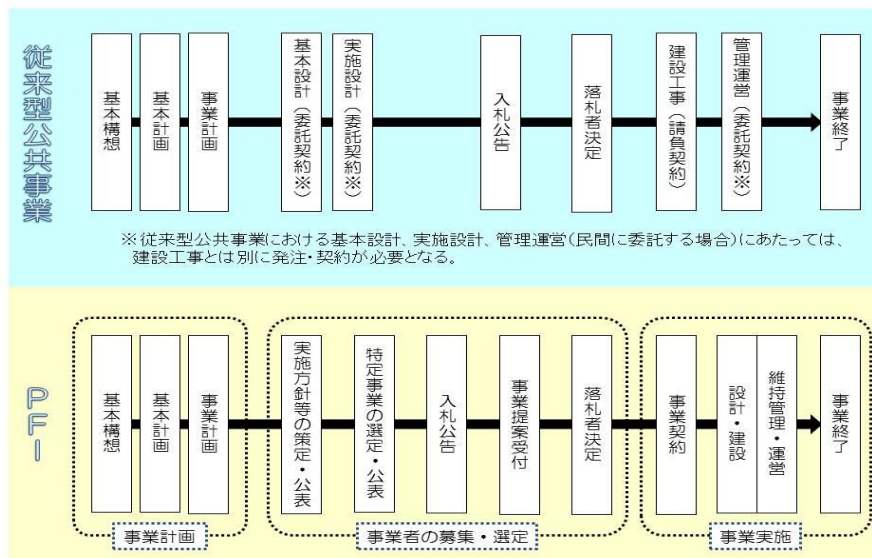 従来型公共事業
基本構想
基本計画
事業計画
基本設計（委託契約※）
実施設計（委託契約※）
入札公告
落札者決定
建設工事（請負契約）
管理運営（委託契約※）
事業終了
※従来型公共事業における基本設計、実施設計、管理運営（民間に委託する場合）にあたっては、
建設工事とは別に発注・契約が必要となる。
ＰＦＩ
基本構想
基本計画
事業計画
実施方針等の策定・公表
特定事業の選定・公表
入札公告
事業提案受付
落札者決定
事業契約
設計・建設
維持管理・運営
事業終了
事業計画
事業者の募集・選定
事業実施